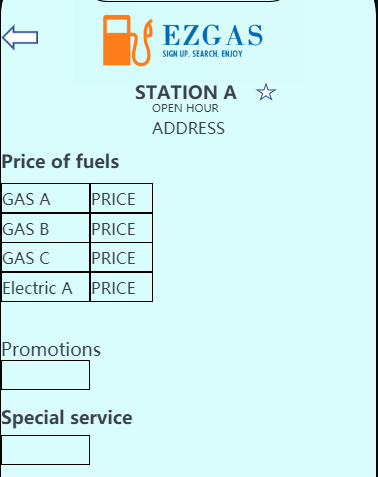 EZGAS
SIGN UP, SEARCH, ENJOY
STATION A
OPEN HOUR
ADDRESS
Price of fuels
GAS A PRICE
GAS B PRICE
GAS C PRICE
Electric A PRICE
Promotions
Special service